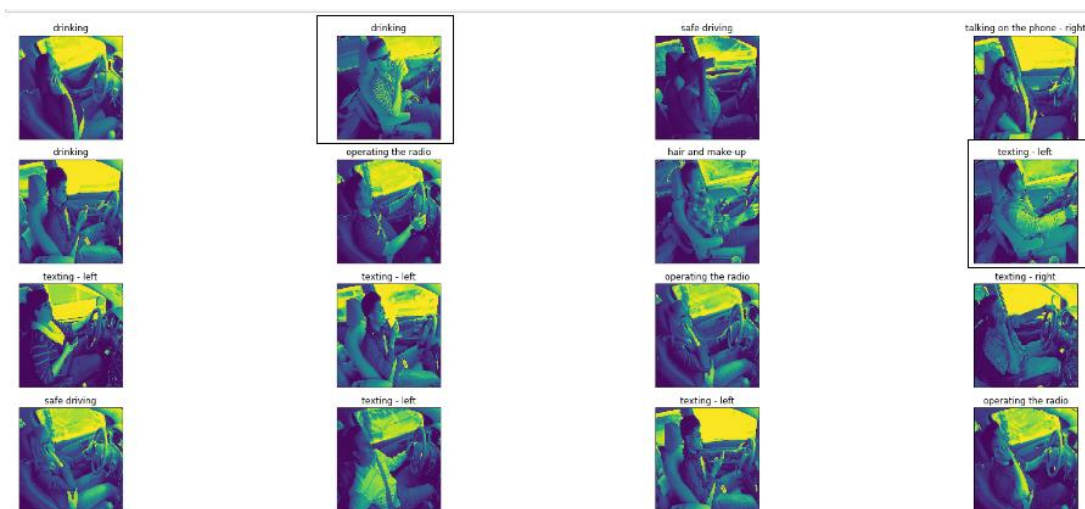 drinking
drinking
safe driving
talking on the phone - right
drinking
operating the radio
hair and make-up
texting - left
texting - left
texting - left
operating the radio
texting - right
safe driving
texting - left
texting - left
operating the radio